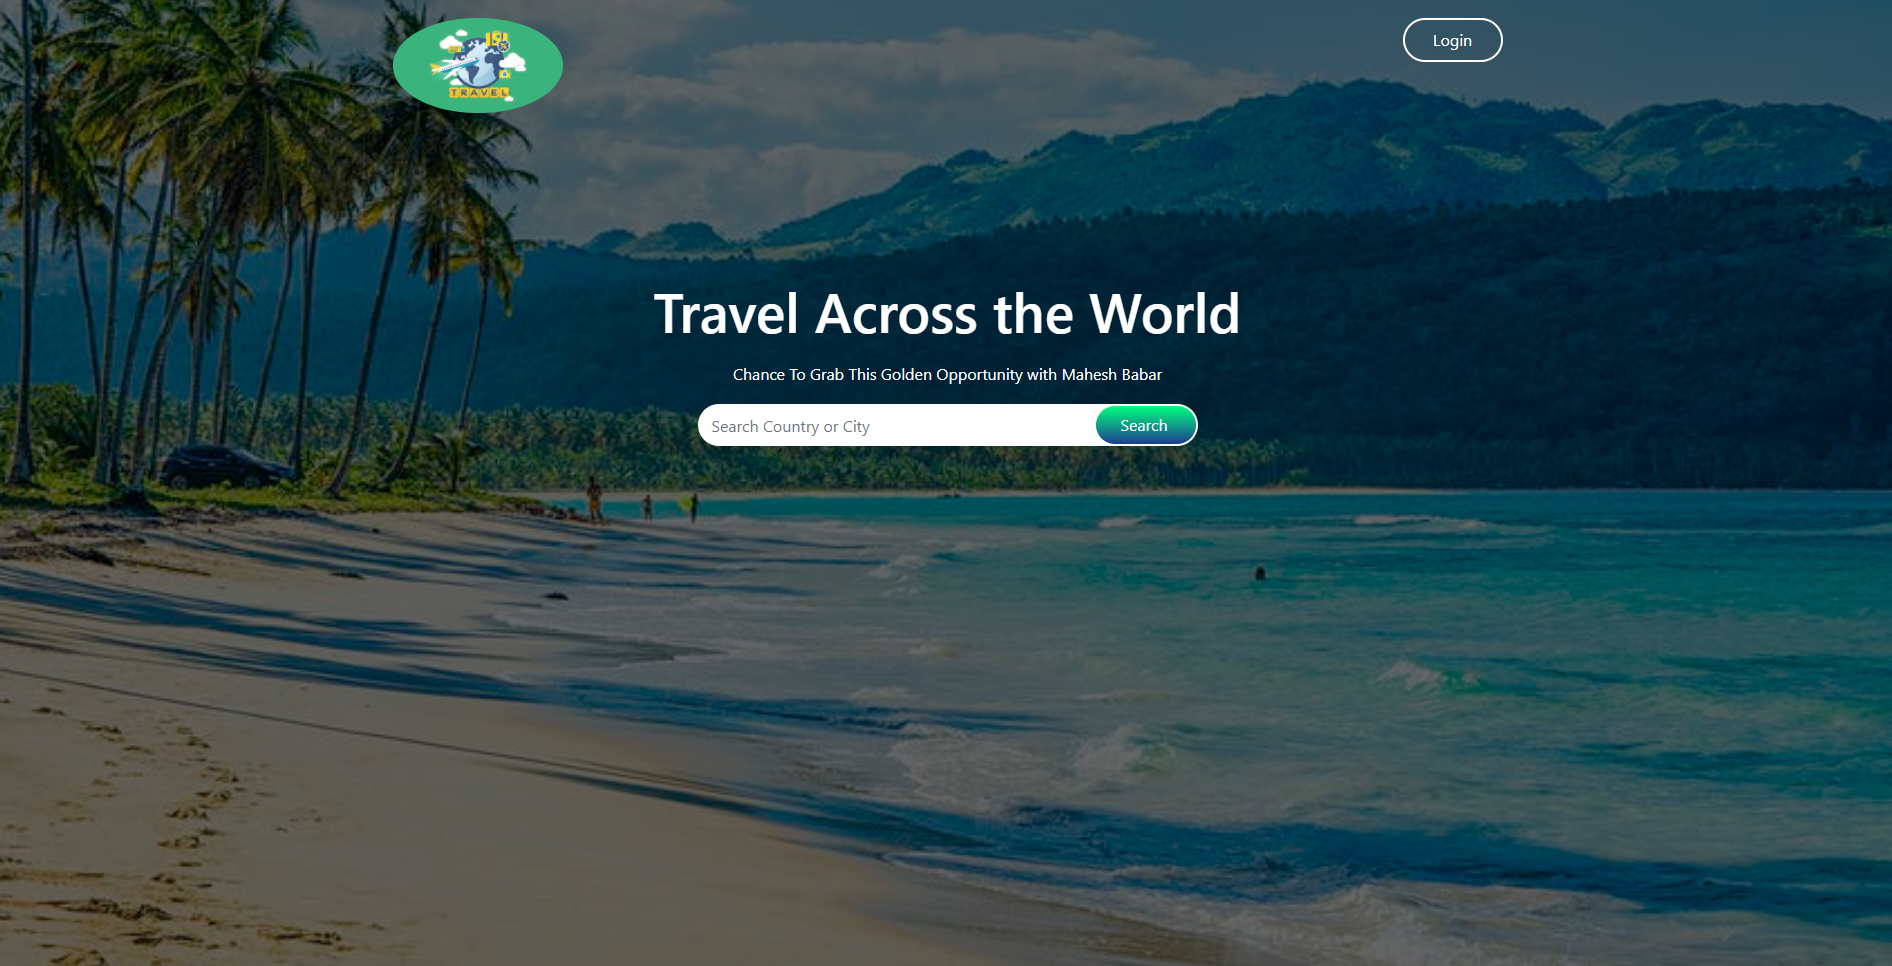 TRAVEL
Login
Travel Across the World
Chance To Grab This Golden Opportunity with Mahesh Babar
Search Country or City
Search